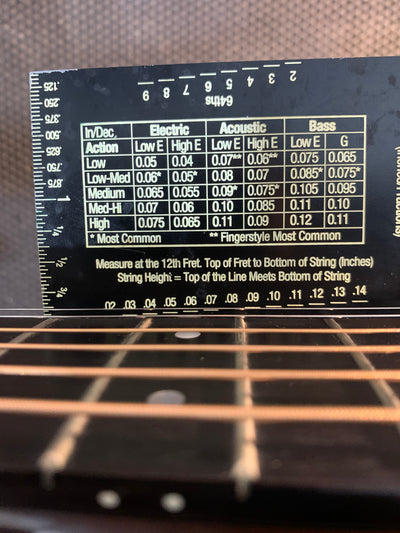 9 8 7 6 5 4 3 2
64ths
.125
.250
.375
.500
.625
.750
.875
1
1/4
1/2
3/4
In/Dec. Electric Acoustic Bass
Action Low E High E Low E High E Low E G
Low 0.05 0.04 0.07** 0.06** 0.075 0.065
Low-Med 0.06* 0.05* 0.08 0.07 0.085* 0.075*
Medium 0.065 0.055 0.09* 0.075* 0.105 0.095
Med-Hi 0.07 0.06 0.10 0.085 0.11 0.10
High 0.075 0.065 0.11 0.09 0.12 0.11
* Most Common ** Fingerstyle Most Common
Measure at the 12th Fret. Top of Fret to Bottom of String (Inches)
String Height = Top of the Line Meets Bottom of String
.02 .03 .04 .05 .06 .07 .08 .09 .10 .11 .12 .13 .14